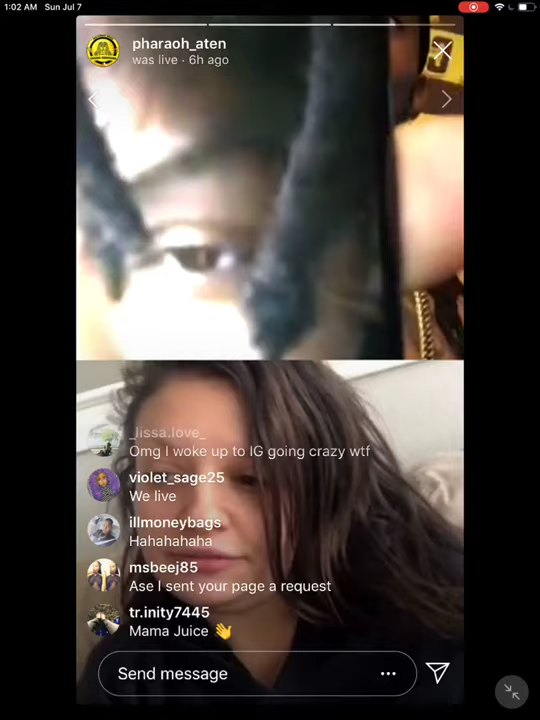 1:02 AM Sun Jul 7
pharaoh_aten
was live · 6h ago
_lissa.love_
Omg I woke up to IG going crazy wtf
violet_sage25
We live
illmoneybags
Hahahahaha
msbeej85
Ase I sent your page a request
tr.inity7445
Mama Juice 👋
Send message